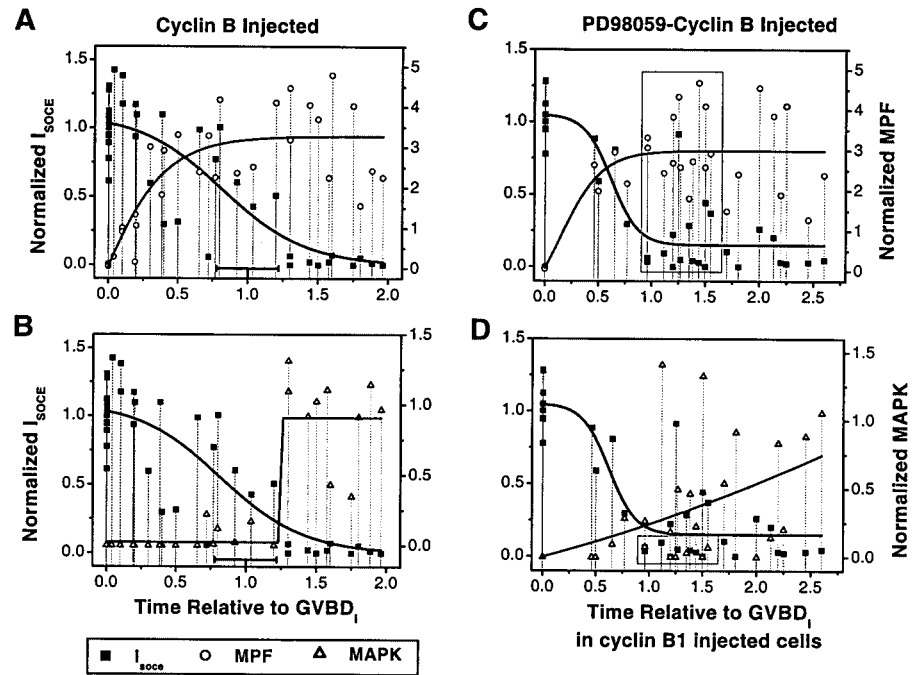 A
Cyclin B Injected
1.5
1.0
0.5
0.0
Normalized I_SOCE
5
4
3
2
1
0
0.0 0.5 1.0 1.5 2.0
C
PD98059-Cyclin B Injected
1.5
1.0
0.5
0.0
5
4
3
2
1
0
Normalized MPF
0.0 0.5 1.0 1.5 2.0 2.5
B
1.5
1.0
0.5
0.0
Normalized I_SOCE
1.5
1.0
0.5
0.0
0.0 0.5 1.0 1.5 2.0
Time Relative to GVBD_I
D
1.5
1.0
0.5
0.0
1.5
1.0
0.5
0.0
Normalized MAPK
0.0 0.5 1.0 1.5 2.0 2.5
Time Relative to GVBD_I
in cyclin B1 injected cells
I_soce MPF MAPK